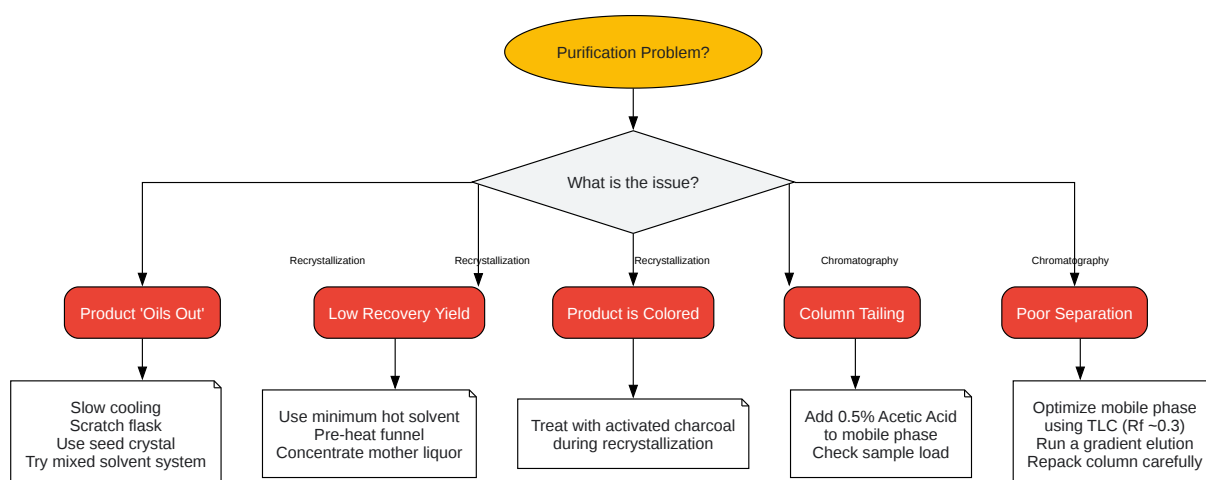 Purification Problem?
What is the issue?
Recrystallization
Recrystallization
Recrystallization
Chromatography
Chromatography
Product 'Oils Out'
Low Recovery Yield
Product is Colored
Column Tailing
Poor Separation
Slow cooling
Scratch flask
Use seed crystal
Try mixed solvent system
Use minimum hot solvent
Pre-heat funnel
Concentrate mother liquor
Treat with activated charcoal
during recrystallization
Add 0.5% Acetic Acid
to mobile phase
Check sample load
Optimize mobile phase
using TLC (Rf ~0.3)
Run a gradient elution
Repack column carefully